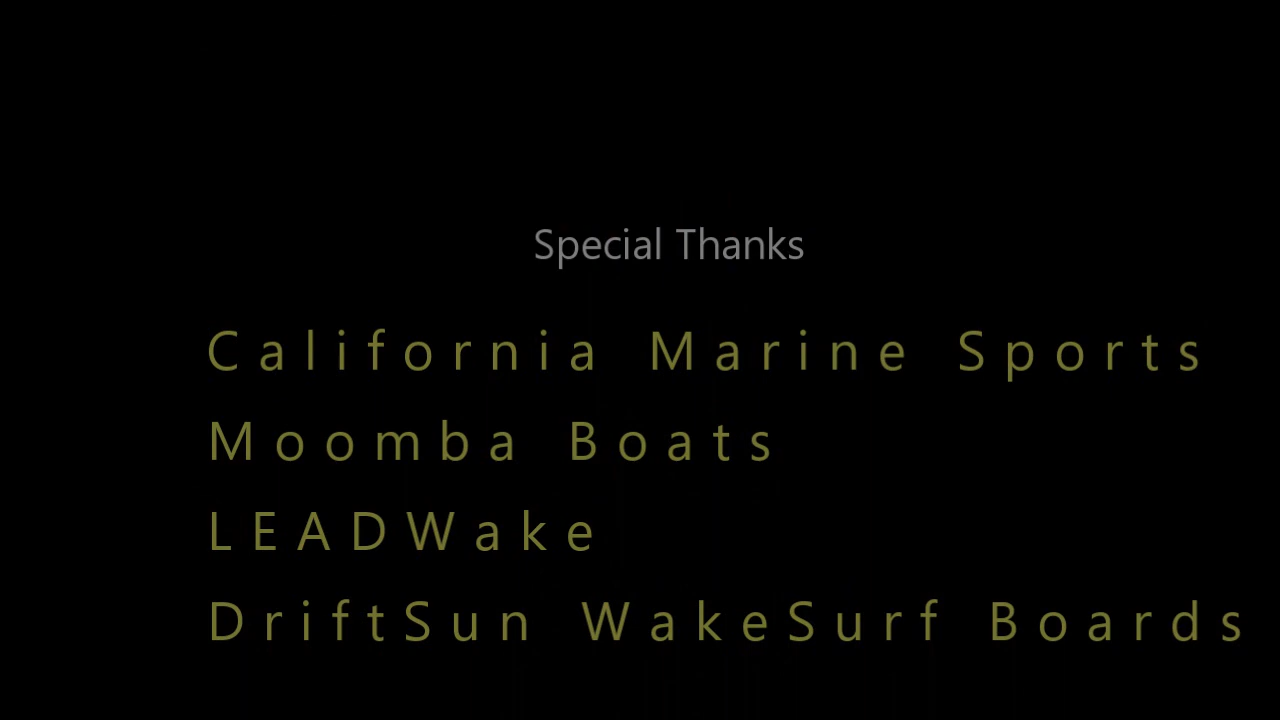 Special Thanks
California Marine Sports
Moomba Boats
LEADWake
DriftSun WakeSurf Boards